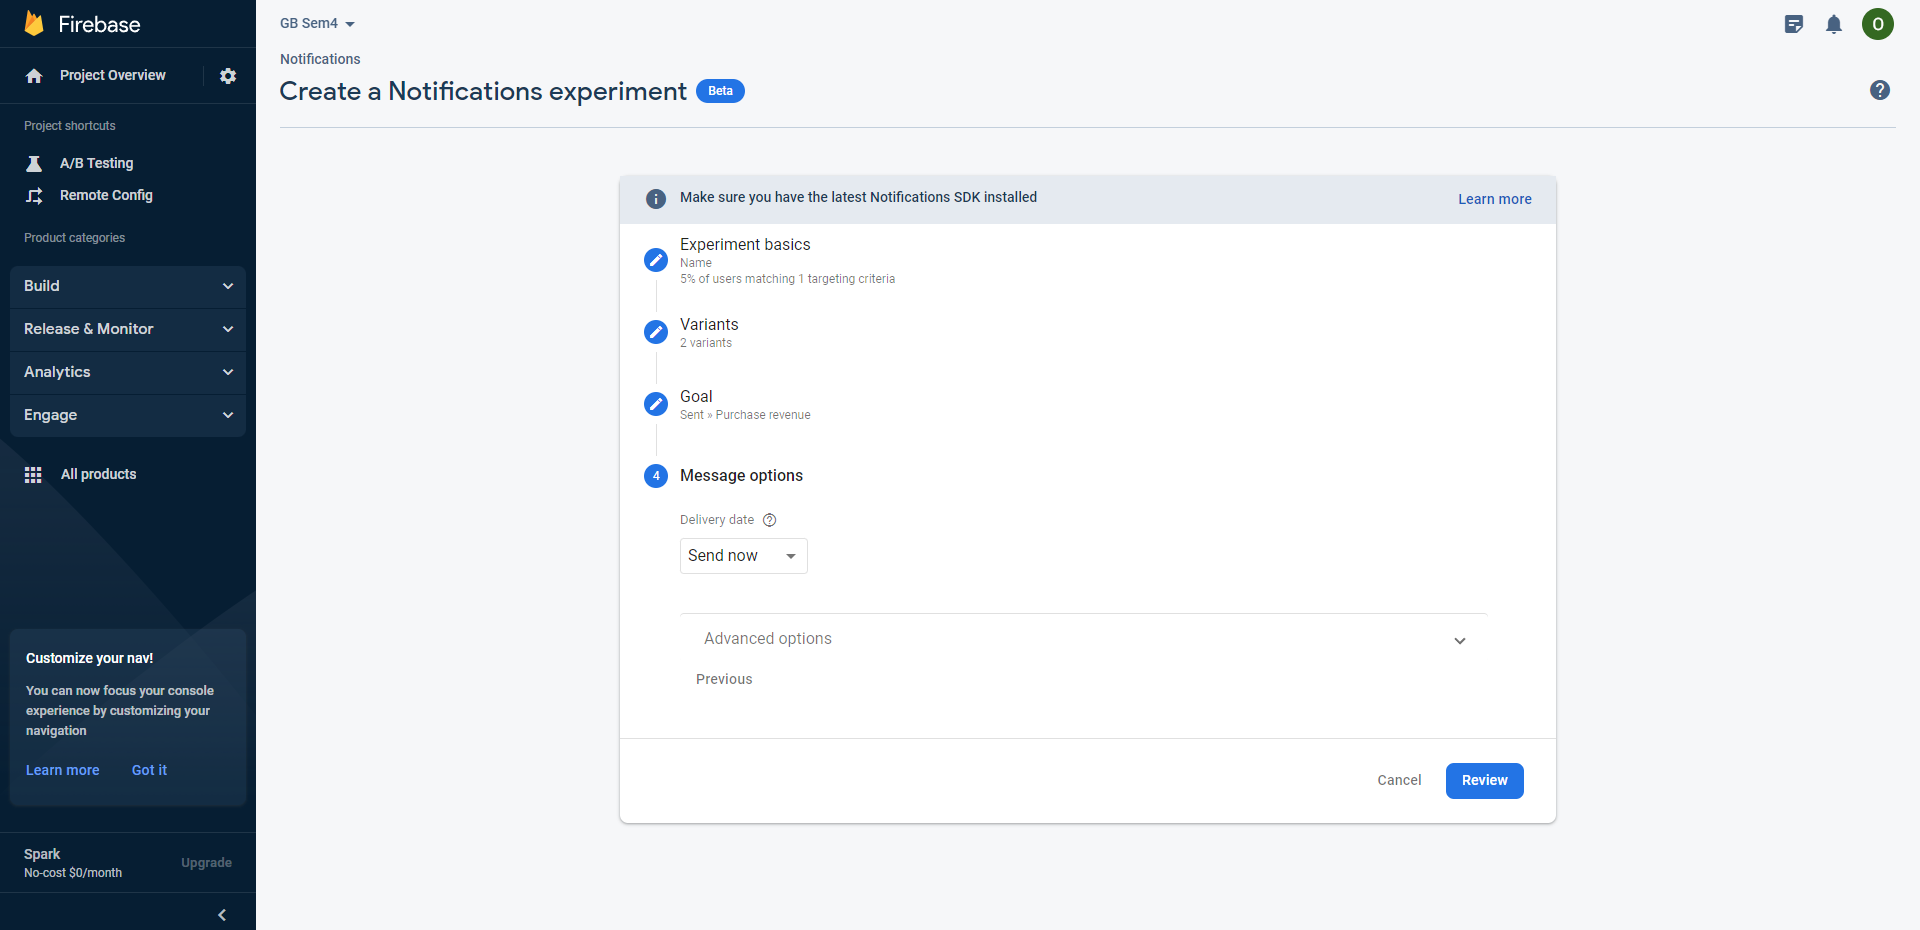 Firebase
Project Overview
Project shortcuts
A/B Testing
Remote Config
Product categories
Build
Release & Monitor
Analytics
Engage
All products
Customize your nav!
You can now focus your console
experience by customizing your
navigation
Learn more
Got it
Spark
No-cost $0/month
Upgrade
GB Sem4
O
Notifications
Create a Notifications experiment
Beta
Make sure you have the latest Notifications SDK installed
Learn more
Experiment basics
Name
5% of users matching 1 targeting criteria
Variants
2 variants
Goal
Sent » Purchase revenue
4
Message options
Delivery date
Send now
Advanced options
Previous
Cancel
Review